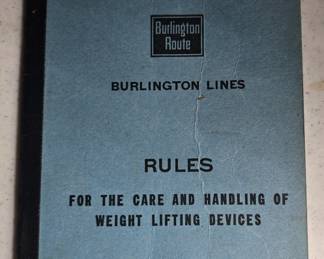 Burlington
Route
BURLINGTON LINES
RULES
FOR THE CARE AND HANDLING OF
WEIGHT LIFTING DEVICES